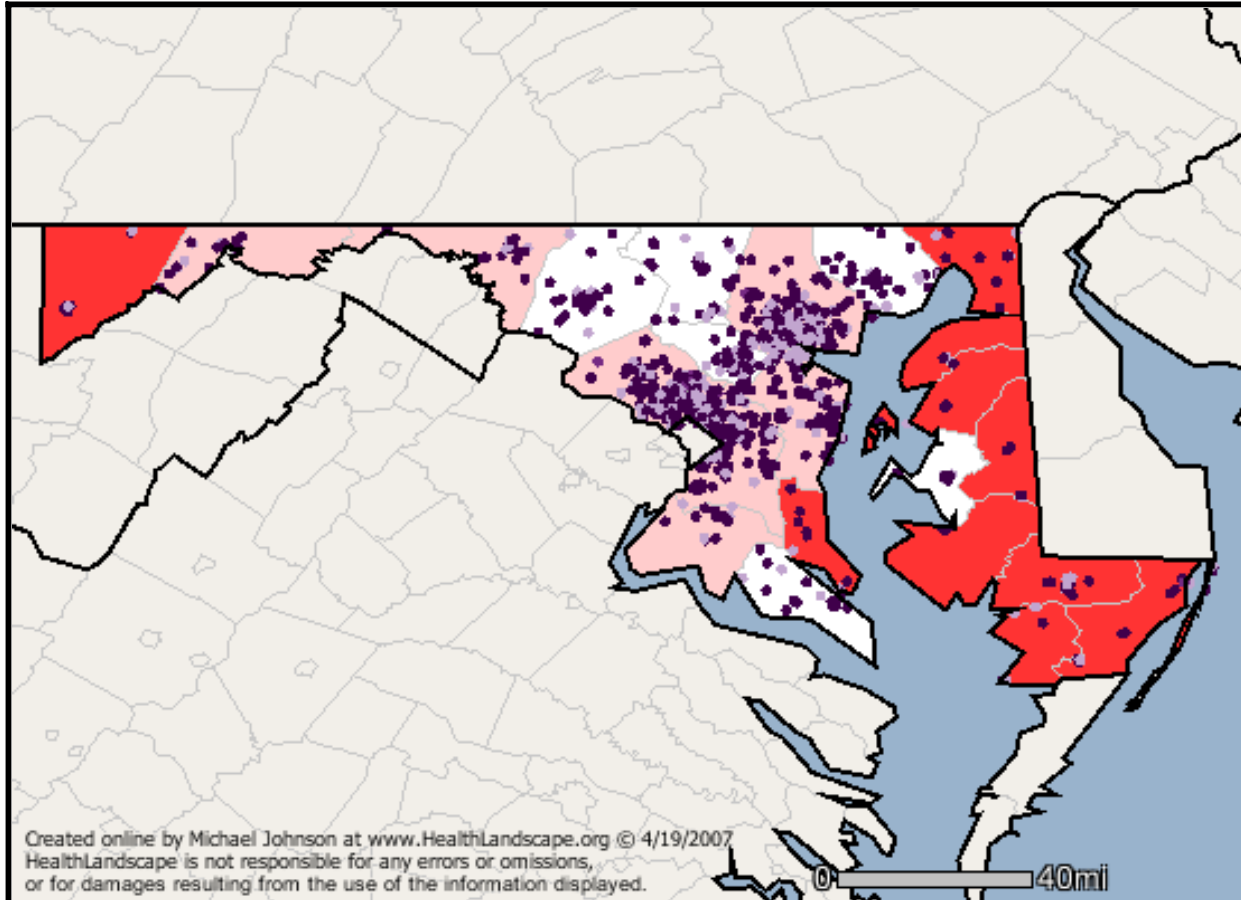 Created online by Michael Johnson at www.HealthLandscape.org © 4/19/2007
HealthLandscape is not responsible for any errors or omissions,
or for damages resulting from the use of the information displayed.
0 40mi